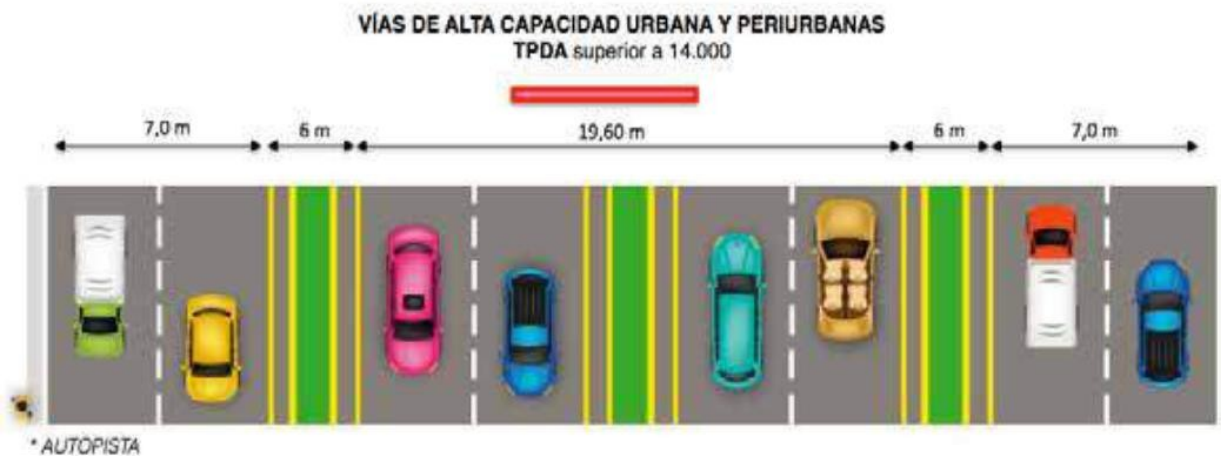 VÍAS DE ALTA CAPACIDAD URBANA Y PERIURBANAS
TPDA superior a 14.000
7,0 m 6 m 19,60 m 6 m 7,0 m
* AUTOPISTA